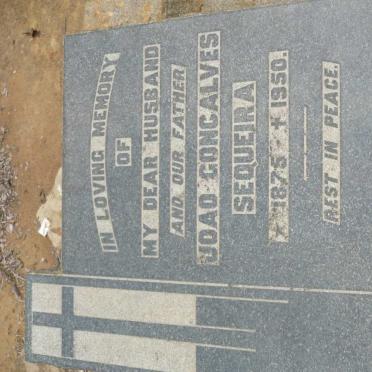 IN LOVING MEMORY
OF
MY DEAR HUSBAND
AND OUR FATHER
JOAO GONCALVES
SEQUEIRA
* 1875 - † 1950.
REST IN PEACE.